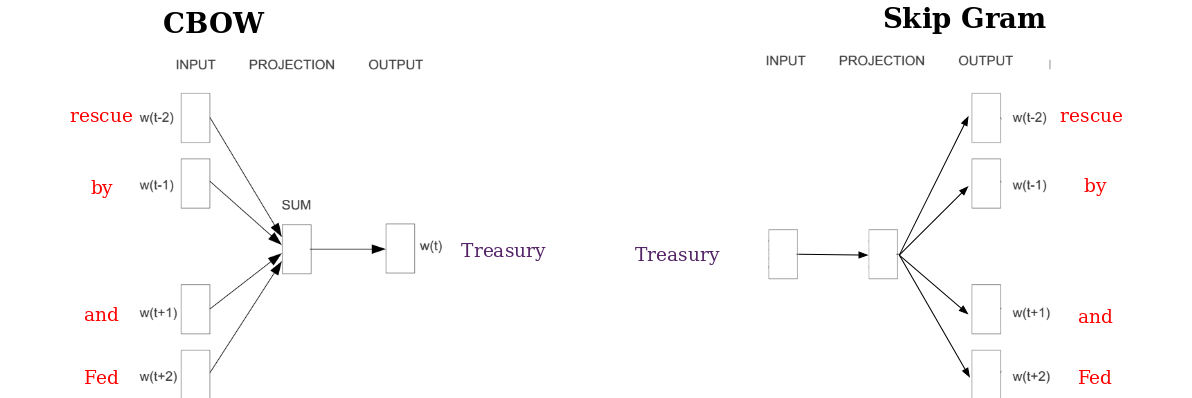 CBOW
INPUT PROJECTION OUTPUT
rescue w(t-2)
by w(t-1)
SUM
w(t) Treasury
and w(t+1)
Fed w(t+2)
Skip Gram
INPUT PROJECTION OUTPUT
w(t-2) rescue
w(t-1) by
Treasury
w(t+1) and
w(t+2) Fed